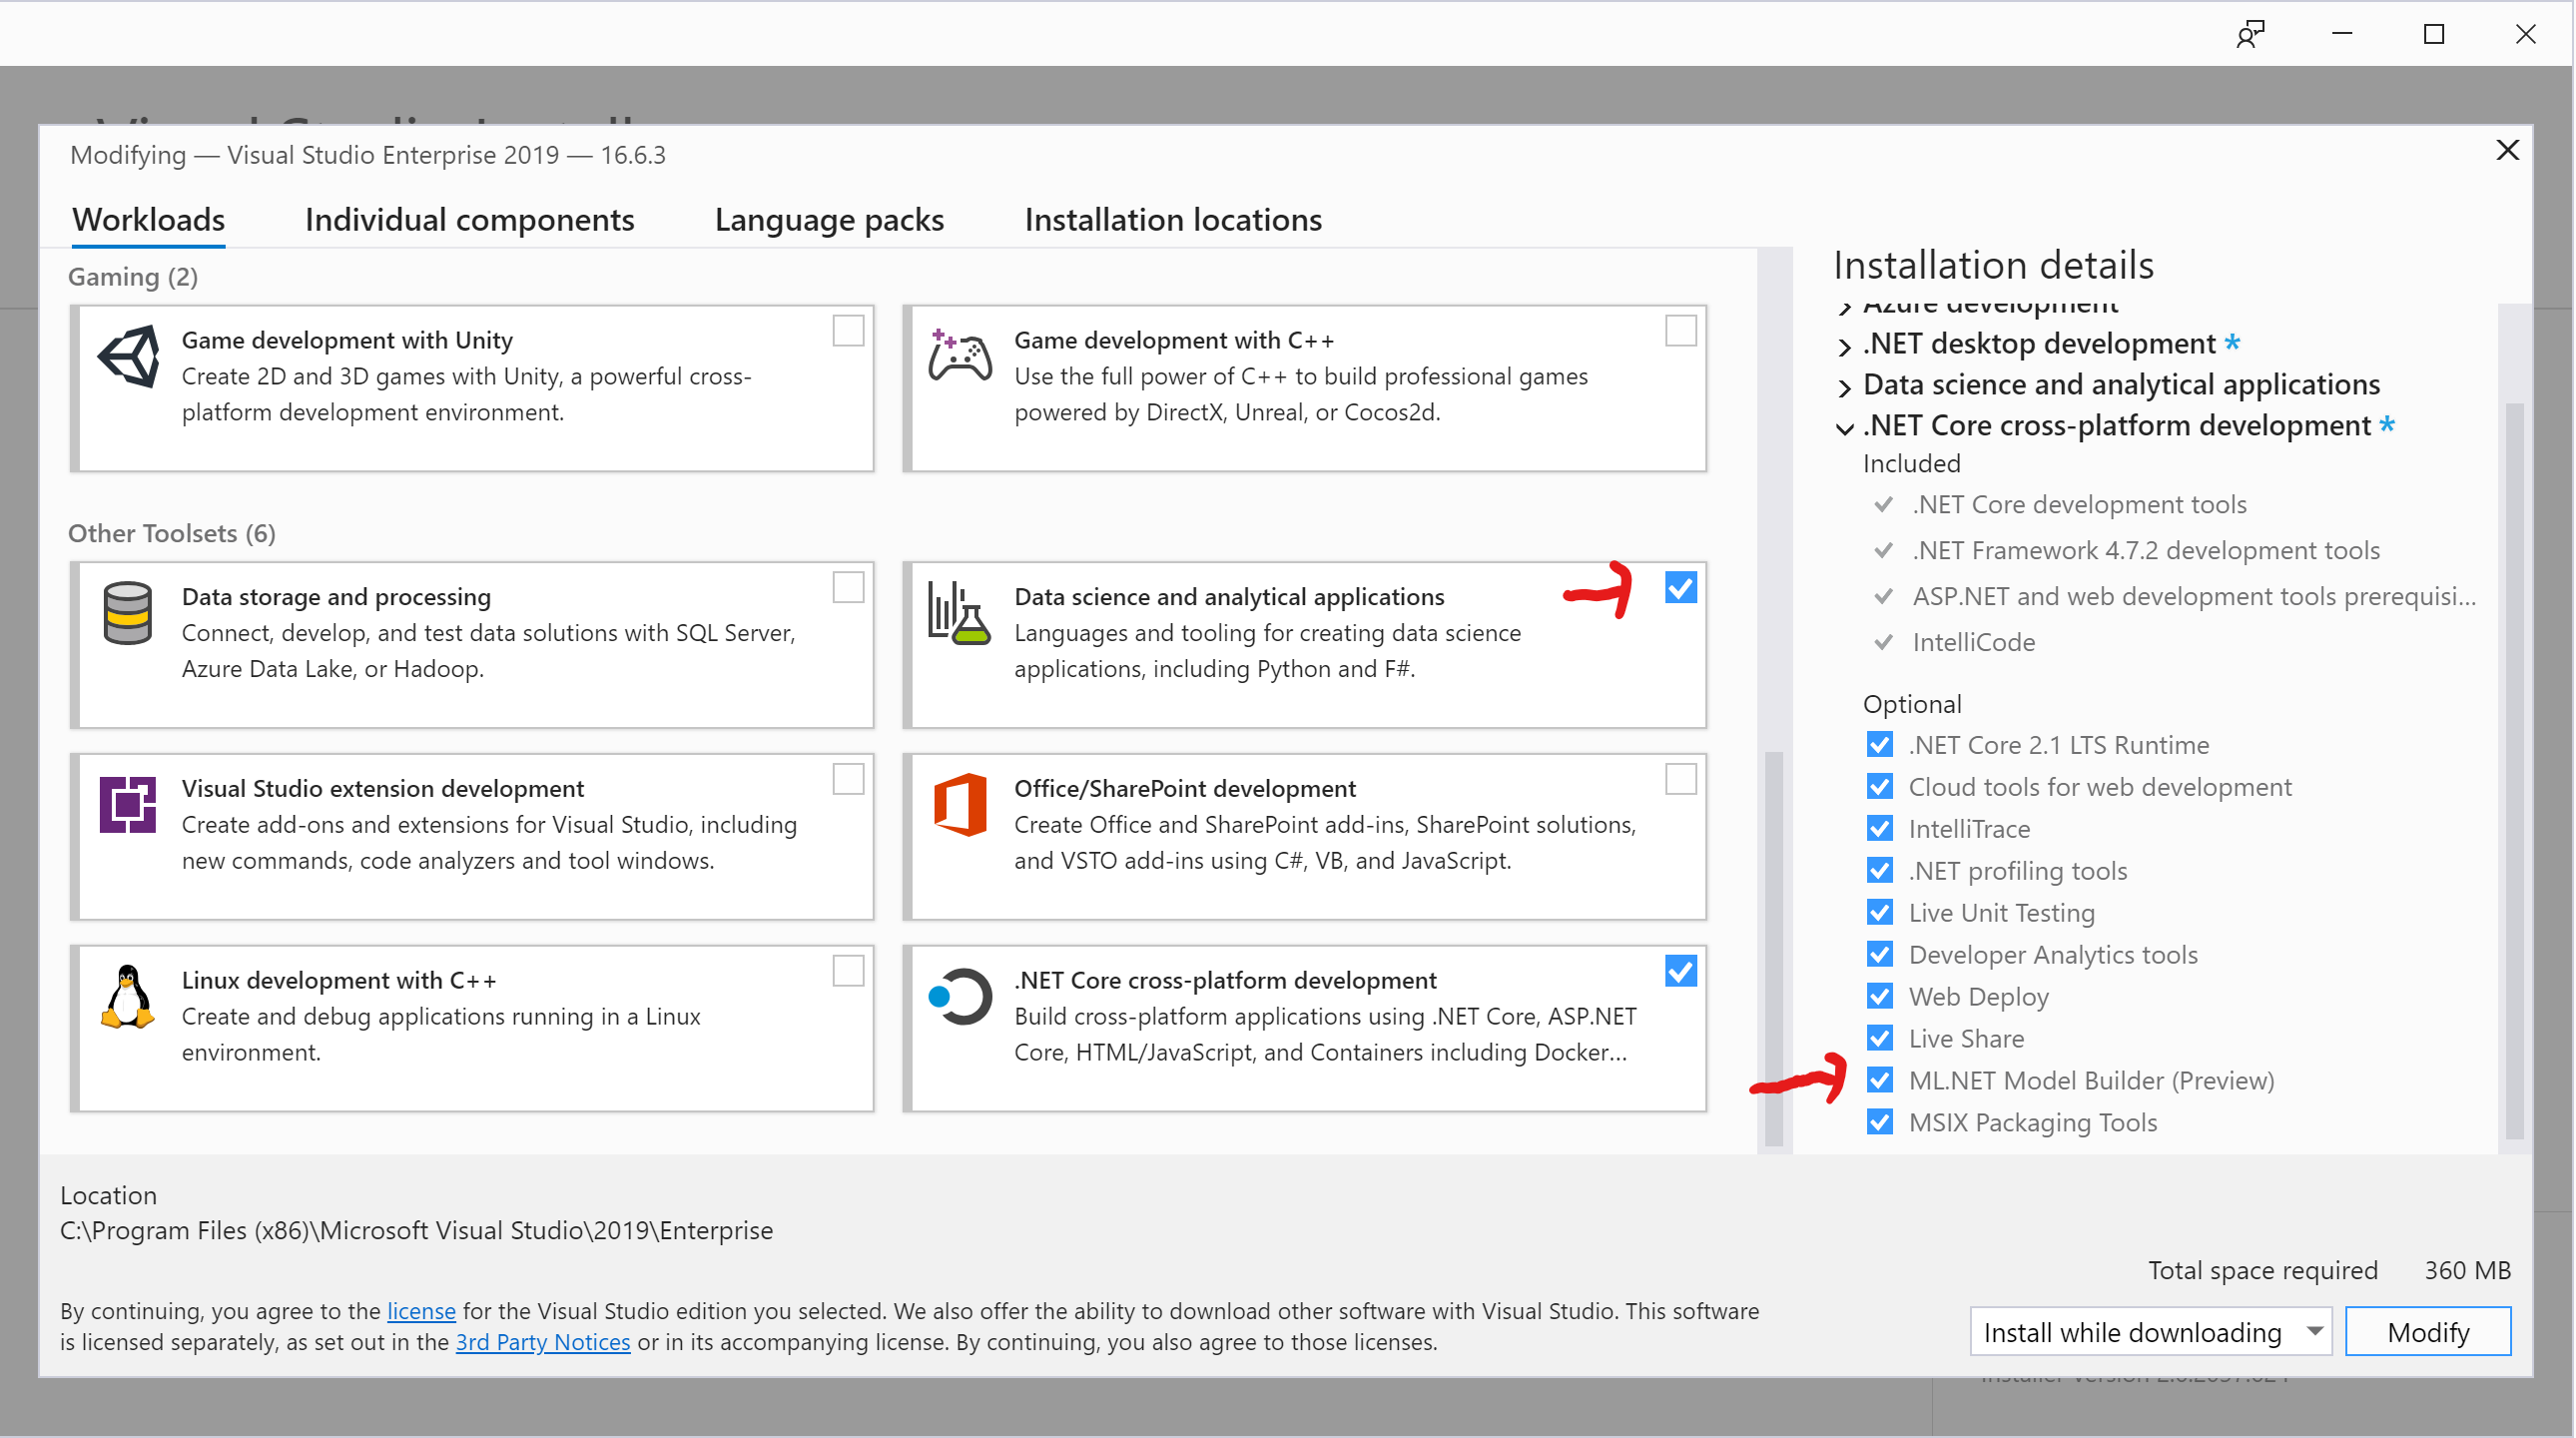 Modifying — Visual Studio Enterprise 2019 — 16.6.3
Workloads
Individual components
Language packs
Installation locations
Gaming (2)
Game development with Unity
Create 2D and 3D games with Unity, a powerful cross-
platform development environment.
Game development with C++
Use the full power of C++ to build professional games
powered by DirectX, Unreal, or Cocos2d.
Other Toolsets (6)
Data storage and processing
Connect, develop, and test data solutions with SQL Server,
Azure Data Lake, or Hadoop.
Data science and analytical applications
Languages and tooling for creating data science
applications, including Python and F#.
Visual Studio extension development
Create add-ons and extensions for Visual Studio, including
new commands, code analyzers and tool windows.
Office/SharePoint development
Create Office and SharePoint add-ins, SharePoint solutions,
and VSTO add-ins using C#, VB, and JavaScript.
Linux development with C++
Create and debug applications running in a Linux
environment.
.NET Core cross-platform development
Build cross-platform applications using .NET Core, ASP.NET
Core, HTML/JavaScript, and Containers including Docker...
Installation details
Azure development
.NET desktop development *
Data science and analytical applications
.NET Core cross-platform development *
Included
.NET Core development tools
.NET Framework 4.7.2 development tools
ASP.NET and web development tools prerequisi...
IntelliCode
Optional
.NET Core 2.1 LTS Runtime
Cloud tools for web development
IntelliTrace
.NET profiling tools
Live Unit Testing
Developer Analytics tools
Web Deploy
Live Share
ML.NET Model Builder (Preview)
MSIX Packaging Tools
Location
C:\Program Files (x86)\Microsoft Visual Studio\2019\Enterprise
Total space required 360 MB
By continuing, you agree to the license for the Visual Studio edition you selected. We also offer the ability to download other software with Visual Studio. This software
is licensed separately, as set out in the 3rd Party Notices or in its accompanying license. By continuing, you also agree to those licenses.
Install while downloading
Modify